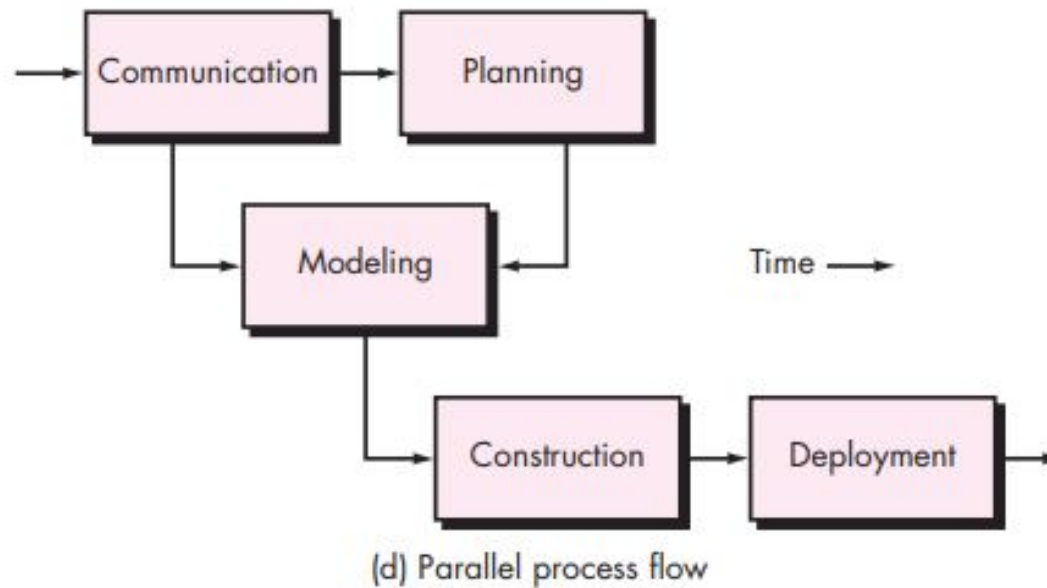 Communication
Planning
Modeling
Time
Construction
Deployment
(d) Parallel process flow